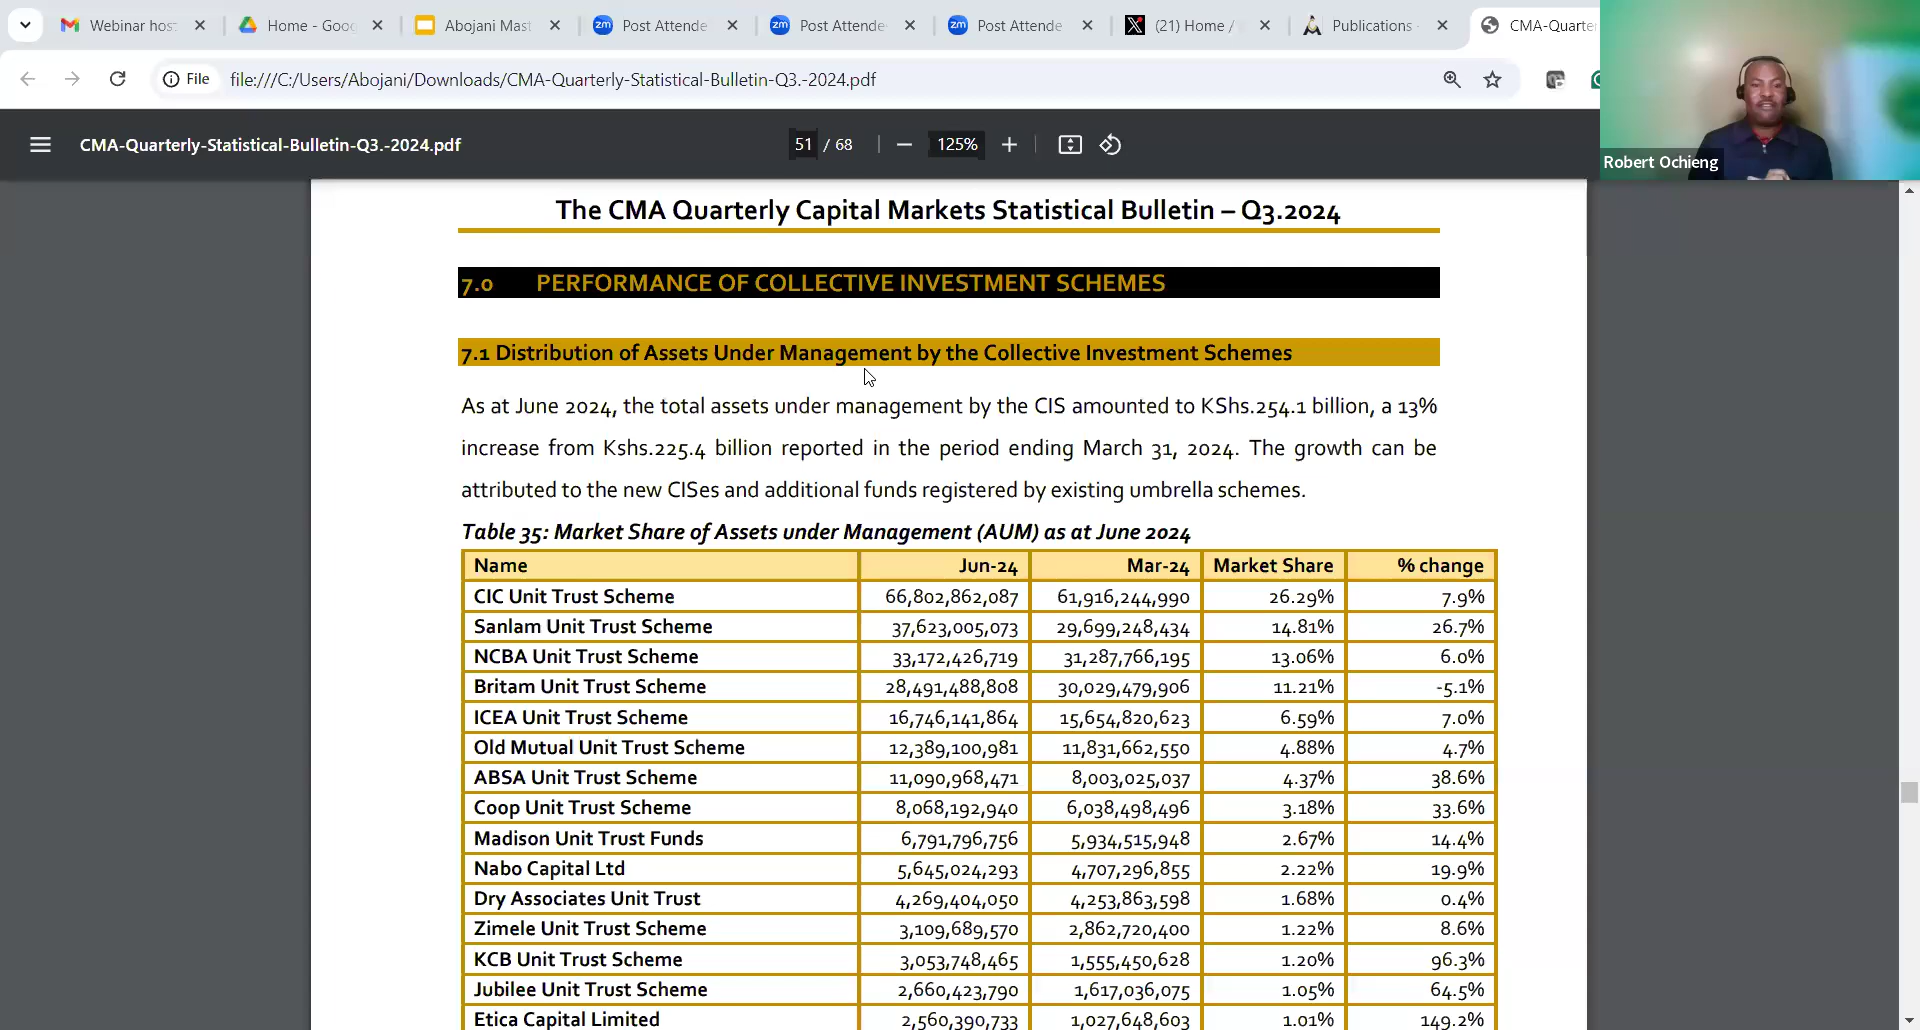 Webinar host
Home - Goog
Abojani Mast
Post Attende
Post Attende
Post Attende
(21) Home /
Publications -
CMA-Quarte
File
file:///C:/Users/Abojani/Downloads/CMA-Quarterly-Statistical-Bulletin-Q3.-2024.pdf
CMA-Quarterly-Statistical-Bulletin-Q3.-2024.pdf
51 / 68
125%
Robert Ochieng
The CMA Quarterly Capital Markets Statistical Bulletin – Q3.2024
7.0 PERFORMANCE OF COLLECTIVE INVESTMENT SCHEMES
7.1 Distribution of Assets Under Management by the Collective Investment Schemes
As at June 2024, the total assets under management by the CIS amounted to KShs.254.1 billion, a 13%
increase from Kshs.225.4 billion reported in the period ending March 31, 2024. The growth can be
attributed to the new CISes and additional funds registered by existing umbrella schemes.
Table 35: Market Share of Assets under Management (AUM) as at June 2024
Name Jun-24 Mar-24 Market Share % change
CIC Unit Trust Scheme 66,802,862,087 61,916,244,990 26.29% 7.9%
Sanlam Unit Trust Scheme 37,623,005,073 29,699,248,434 14.81% 26.7%
NCBA Unit Trust Scheme 33,172,426,719 31,287,766,195 13.06% 6.0%
Britam Unit Trust Scheme 28,491,488,808 30,029,479,906 11.21% -5.1%
ICEA Unit Trust Scheme 16,746,141,864 15,654,820,623 6.59% 7.0%
Old Mutual Unit Trust Scheme 12,389,100,981 11,831,662,550 4.88% 4.7%
ABSA Unit Trust Scheme 11,090,968,471 8,003,025,037 4.37% 38.6%
Coop Unit Trust Scheme 8,068,192,940 6,038,498,496 3.18% 33.6%
Madison Unit Trust Funds 6,791,796,756 5,934,515,948 2.67% 14.4%
Nabo Capital Ltd 5,645,024,293 4,707,296,855 2.22% 19.9%
Dry Associates Unit Trust 4,269,404,050 4,253,863,598 1.68% 0.4%
Zimele Unit Trust Scheme 3,109,689,570 2,862,720,400 1.22% 8.6%
KCB Unit Trust Scheme 3,053,748,465 1,555,450,628 1.20% 96.3%
Jubilee Unit Trust Scheme 2,660,423,790 1,617,036,075 1.05% 64.5%
Etica Capital Limited 2,560,390,733 1,027,648,603 1.01% 149.2%